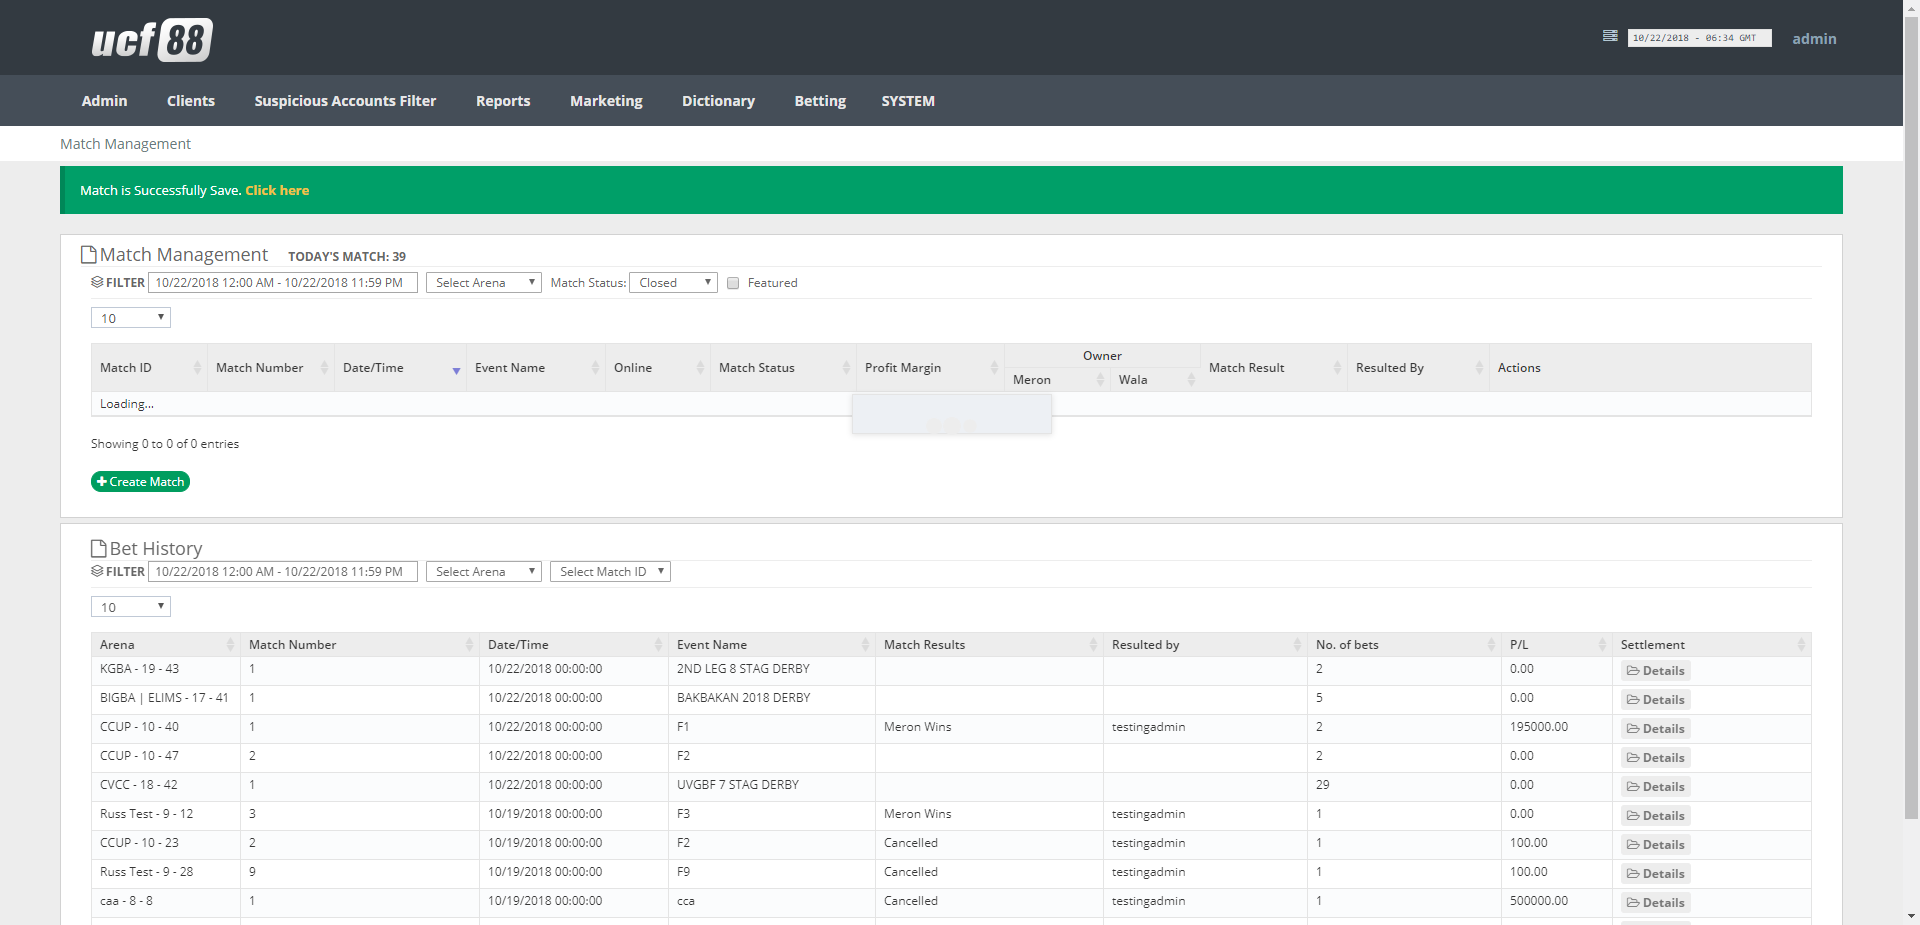 ucf 88
10/22/2018 - 06:34 GMT
admin
Admin Clients Suspicious Accounts Filter Reports Marketing Dictionary Betting SYSTEM
Match Management
Match is Successfully Save. Click here
Match Management TODAY'S MATCH: 39
FILTER 10/22/2018 12:00 AM - 10/22/2018 11:59 PM Select Arena Match Status: Closed Featured
10
Owner
Match ID Match Number Date/Time Event Name Online Match Status Profit Margin Match Result Resulted By Actions
Meron Wala
Loading...
Showing 0 to 0 of 0 entries
Create Match
Bet History
FILTER 10/22/2018 12:00 AM - 10/22/2018 11:59 PM Select Arena Select Match ID
10
Arena Match Number Date/Time Event Name Match Results Resulted by No. of bets P/L Settlement
KGBA - 19 - 43 1 10/22/2018 00:00:00 2ND LEG 8 STAG DERBY 2 0.00 Details
BIGBA | ELIMS - 17 - 41 1 10/22/2018 00:00:00 BAKBAKAN 2018 DERBY 5 0.00 Details
CCUP - 10 - 40 1 10/22/2018 00:00:00 F1 Meron Wins testingadmin 2 195000.00 Details
CCUP - 10 - 47 2 10/22/2018 00:00:00 F2 2 0.00 Details
CVCC - 18 - 42 1 10/22/2018 00:00:00 UVGBF 7 STAG DERBY 29 0.00 Details
Russ Test - 9 - 12 3 10/19/2018 00:00:00 F3 Meron Wins testingadmin 1 0.00 Details
CCUP - 10 - 23 2 10/19/2018 00:00:00 F2 Cancelled testingadmin 1 100.00 Details
Russ Test - 9 - 28 9 10/19/2018 00:00:00 F9 Cancelled testingadmin 1 100.00 Details
caa - 8 - 8 1 10/19/2018 00:00:00 cca Cancelled testingadmin 1 500000.00 Details